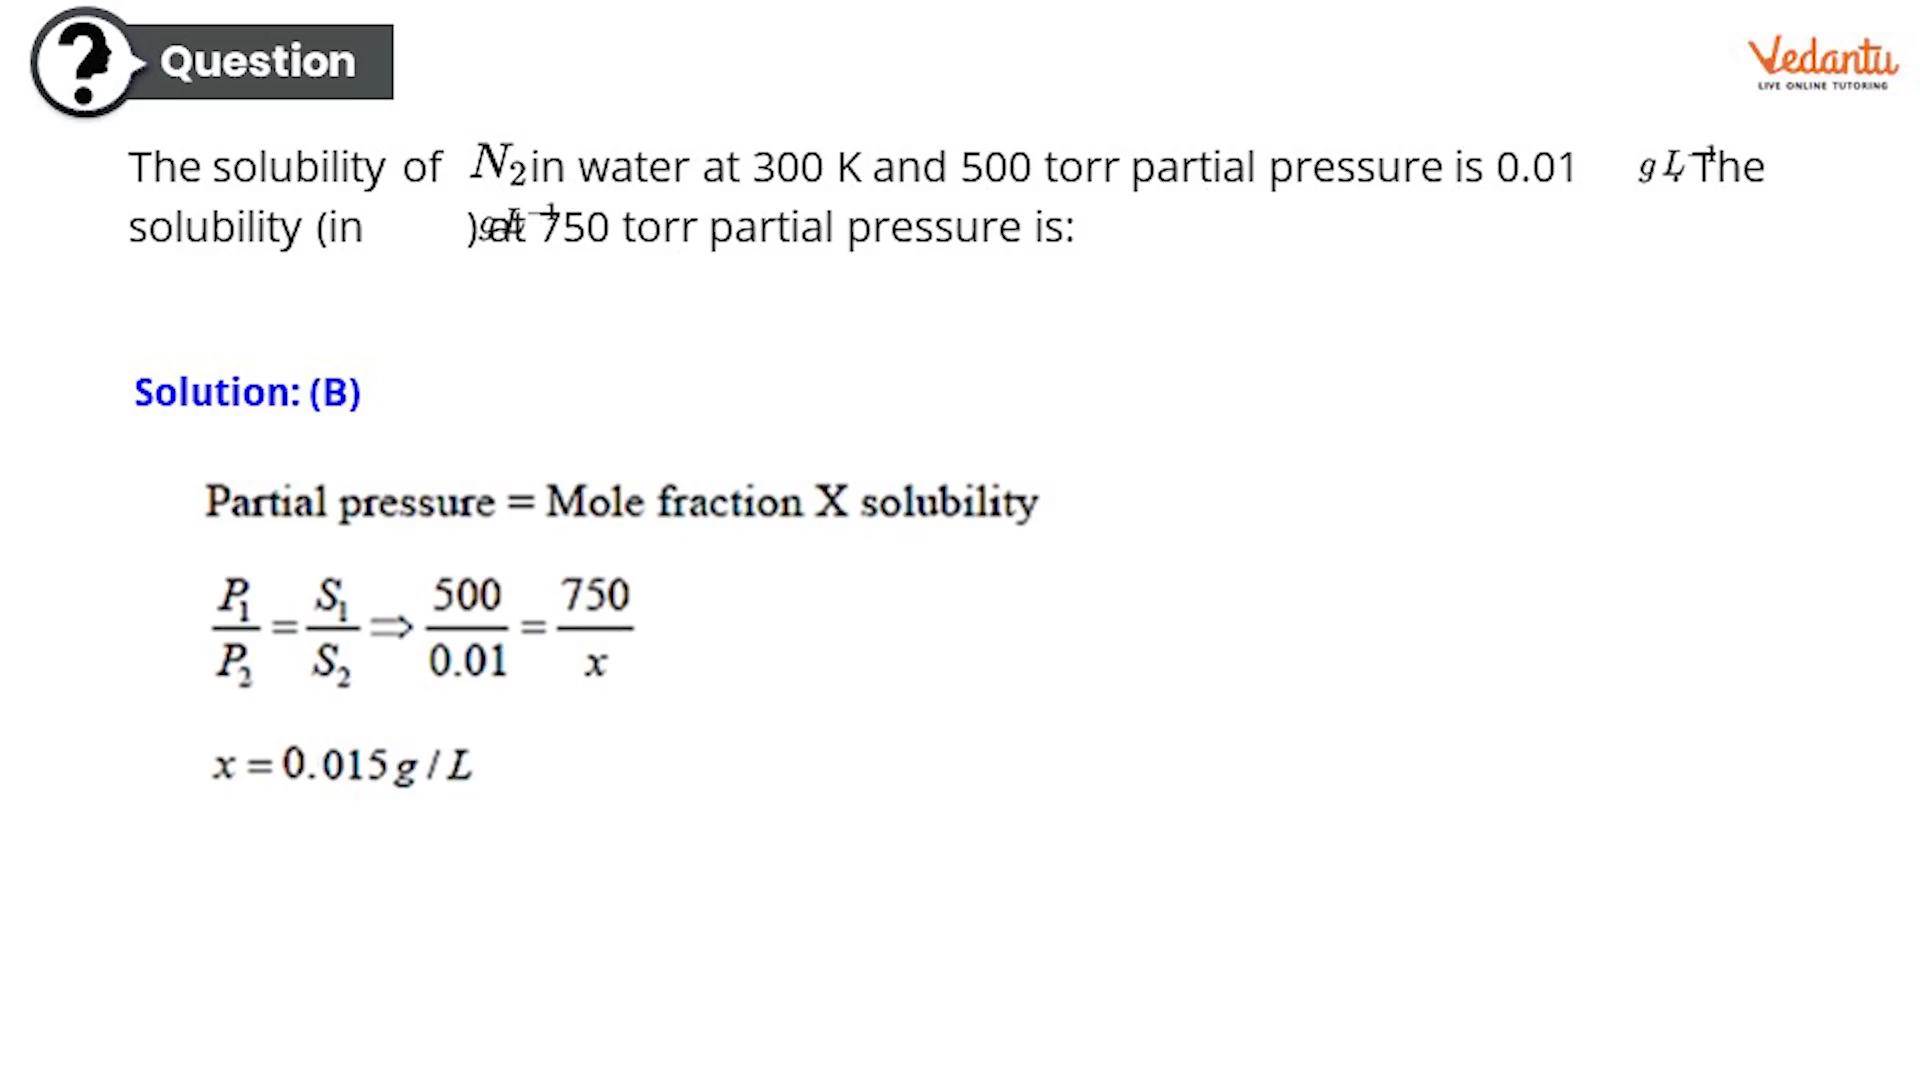 ? Question
Vedantu
LIVE ONLINE TUTORING
The solubility of N₂ in water at 300 K and 500 torr partial pressure is 0.01 g L⁻¹. The
solubility (in gL⁻¹) at 750 torr partial pressure is:
Solution: (B)
Partial pressure = Mole fraction X solubility
P₁/P₂ = S₁/S₂ ⇒ 500/0.01 = 750/x
x = 0.015 g / L